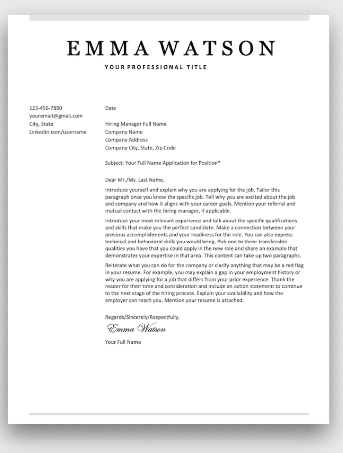 EMMA WATSON
YOUR PROFESSIONAL TITLE
123-456-7890
youremail@gmail.com
City, State
Linkedin.com/username
Date
Hiring Manager Full Name
Company Name
Company Address
Company City, State, Zip Code
Subject: Your Full Name Application for Position*
Dear Mr./Ms. Last Name,
Introduce yourself and explain why you are applying for the job. Tailor this
paragraph once you know the specific job. Tell why you are excited about the job
and company and how it aligns with your career goals. Mention your referral and
mutual contact with the hiring manager, if applicable.
Introduce your most relevant experience and talk about the specific qualifications
and skills that make you the perfect candidate. Make a connection between your
previous accomplishments and your readiness for the role. You can also express
technical and behavioral skills you would bring. Pick one to three transferable
qualities you have that you could apply in the new role and share an example that
demonstrates your expertise in that area. This content can take up two paragraphs.
Reiterate what you can do for the company or clarify anything that may be a red flag
in your resume. For example, you may explain a gap in your employment history or
why you are applying for a job that differs from your prior experience. Thank the
reader for their time and consideration and include an action statement to continue
to the next stage of the hiring process. Explain your availability and how the
employer can reach you. Mention your resume is attached.
Regards/Sincerely/Respectfully,
Emma Watson
Your Full Name